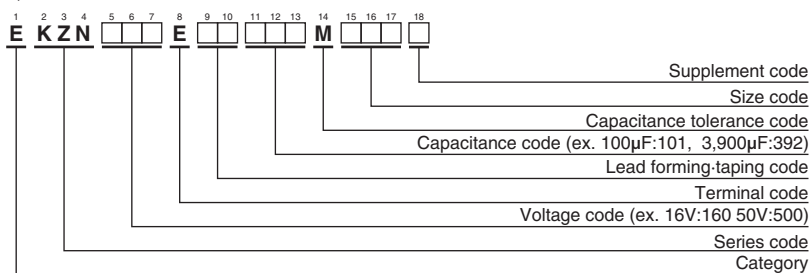 1 2 3 4 5 6 7 8 9 10 11 12 13 14 15 16 17 18
E KZN □□□ E □□ □□□ M □□□ □
Supplement code
Size code
Capacitance tolerance code
Capacitance code (ex. 100µF:101, 3,900µF:392)
Lead forming·taping code
Terminal code
Voltage code (ex. 16V:160 50V:500)
Series code
Category